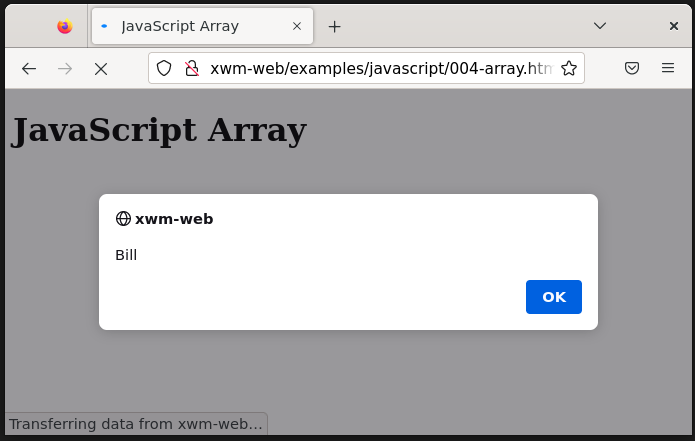 JavaScript Array
xwm-web/examples/javascript/004-array.htm
JavaScript Array
xwm-web
Bill
OK
Transferring data from xwm-web...